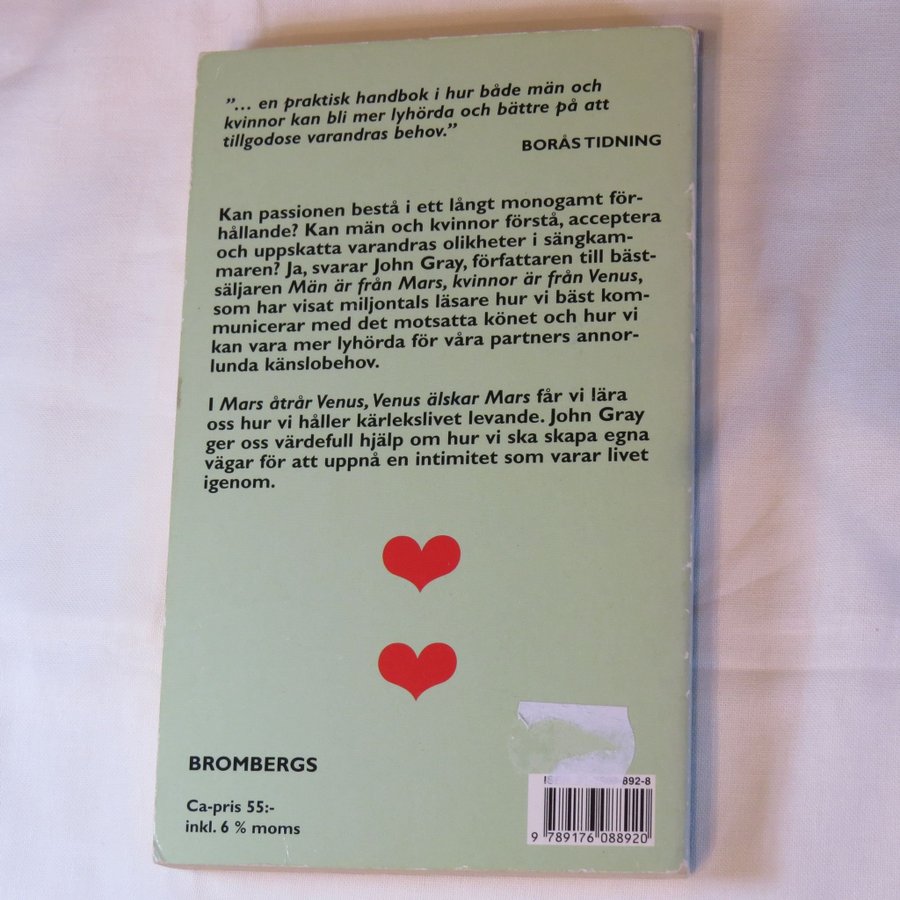 "... en praktisk handbok i hur både män och
kvinnor kan bli mer lyhörda och bättre på att
tillgodose varandras behov."
BORÅS TIDNING
Kan passionen bestå i ett långt monogamt för-
hållande? Kan män och kvinnor förstå, acceptera
och uppskatta varandras olikheter i sängkam-
maren? Ja, svarar John Gray, författaren till bäst-
säljaren Män är från Mars, kvinnor är från Venus,
som har visat miljontals läsare hur vi bäst kom-
municerar med det motsatta könet och hur vi
kan vara mer lyhörda för våra partners annor-
lunda känslobehov.
I Mars åtrår Venus, Venus älskar Mars får vi lära
oss hur vi håller kärlekslivet levande. John Gray
ger oss värdefull hjälp om hur vi ska skapa egna
vägar för att uppnå en intimitet som varar livet
igenom.
BROMBERGS
Ca-pris 55:-
inkl. 6 % moms
892-8
9 789176 088920